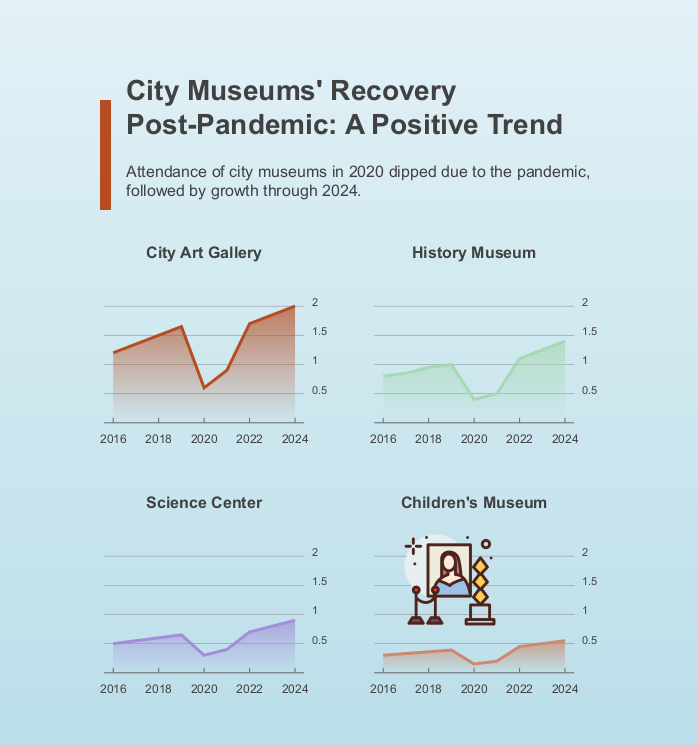 City Museums' Recovery
Post-Pandemic: A Positive Trend
Attendance of city museums in 2020 dipped due to the pandemic,
followed by growth through 2024.
City Art Gallery
2
1.5
1
0.5
2016 2018 2020 2022 2024
History Museum
2
1.5
1
0.5
2016 2018 2020 2022 2024
Science Center
2
1.5
1
0.5
2016 2018 2020 2022 2024
Children's Museum
2
1.5
1
0.5
2016 2018 2020 2022 2024